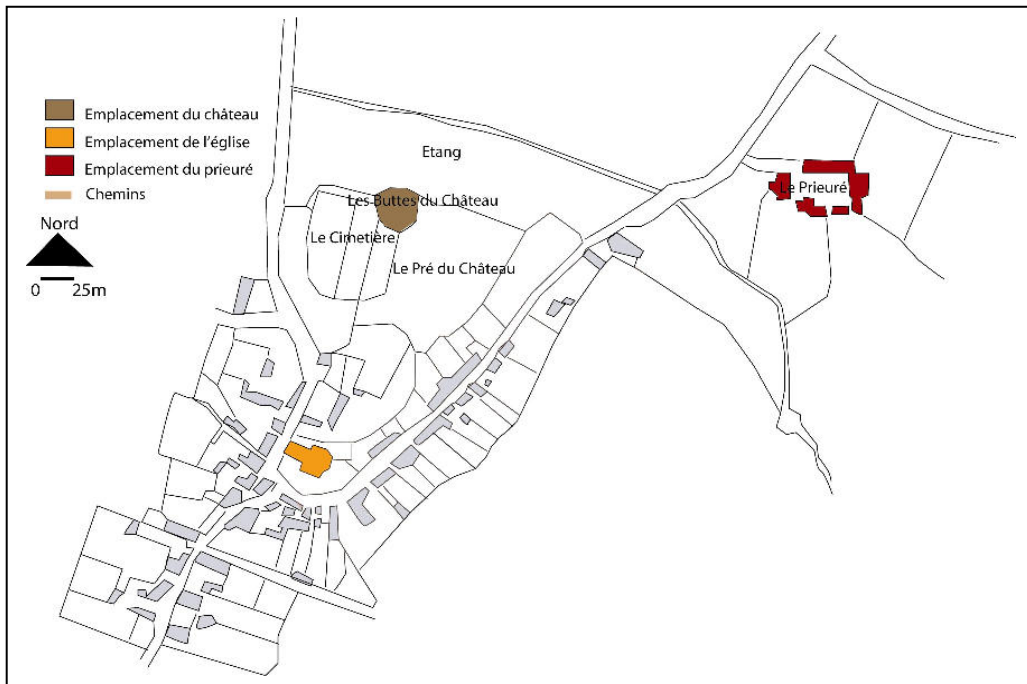 Emplacement du château
Emplacement de l'église
Emplacement du prieuré
Chemins
Nord
0 25m
Etang
Les Buttes du Château
Le Cimetière
Le Pré du Château
Le Prieuré